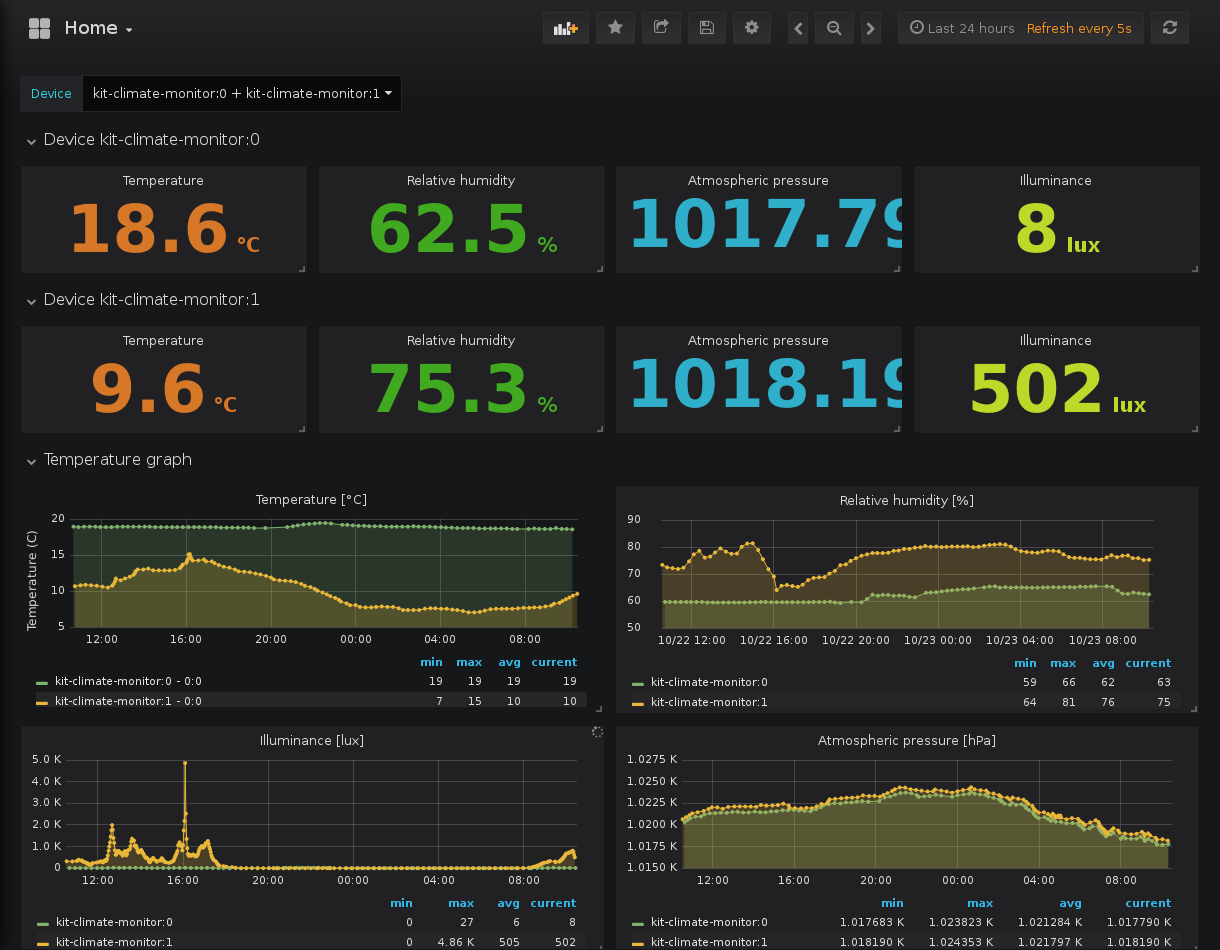 Home
Last 24 hours Refresh every 5s
Device kit-climate-monitor:0 + kit-climate-monitor:1
Device kit-climate-monitor:0
Temperature Relative humidity Atmospheric pressure Illuminance
18.6 °C 62.5 % 1017.79 8 lux
Device kit-climate-monitor:1
Temperature Relative humidity Atmospheric pressure Illuminance
9.6 °C 75.3 % 1018.19 502 lux
Temperature graph
Temperature [°C]
Temperature (C)
20
15
10
5
12:00 16:00 20:00 00:00 04:00 08:00
min max avg current
kit-climate-monitor:0 - 0:0 19 19 19 19
kit-climate-monitor:1 - 0:0 7 15 10 10
Relative humidity [%]
90
80
70
60
50
10/22 12:00 10/22 16:00 10/22 20:00 10/23 00:00 10/23 04:00 10/23 08:00
min max avg current
kit-climate-monitor:0 59 66 62 63
kit-climate-monitor:1 64 81 76 75
Illuminance [lux]
5.0 K
4.0 K
3.0 K
2.0 K
1.0 K
0
12:00 16:00 20:00 00:00 04:00 08:00
min max avg current
kit-climate-monitor:0 0 27 6 8
kit-climate-monitor:1 0 4.86 K 505 502
Atmospheric pressure [hPa]
1.0275 K
1.0250 K
1.0225 K
1.0200 K
1.0175 K
1.0150 K
12:00 16:00 20:00 00:00 04:00 08:00
min max avg current
kit-climate-monitor:0 1.017683 K 1.023823 K 1.021284 K 1.017790 K
kit-climate-monitor:1 1.018190 K 1.024353 K 1.021797 K 1.018190 K